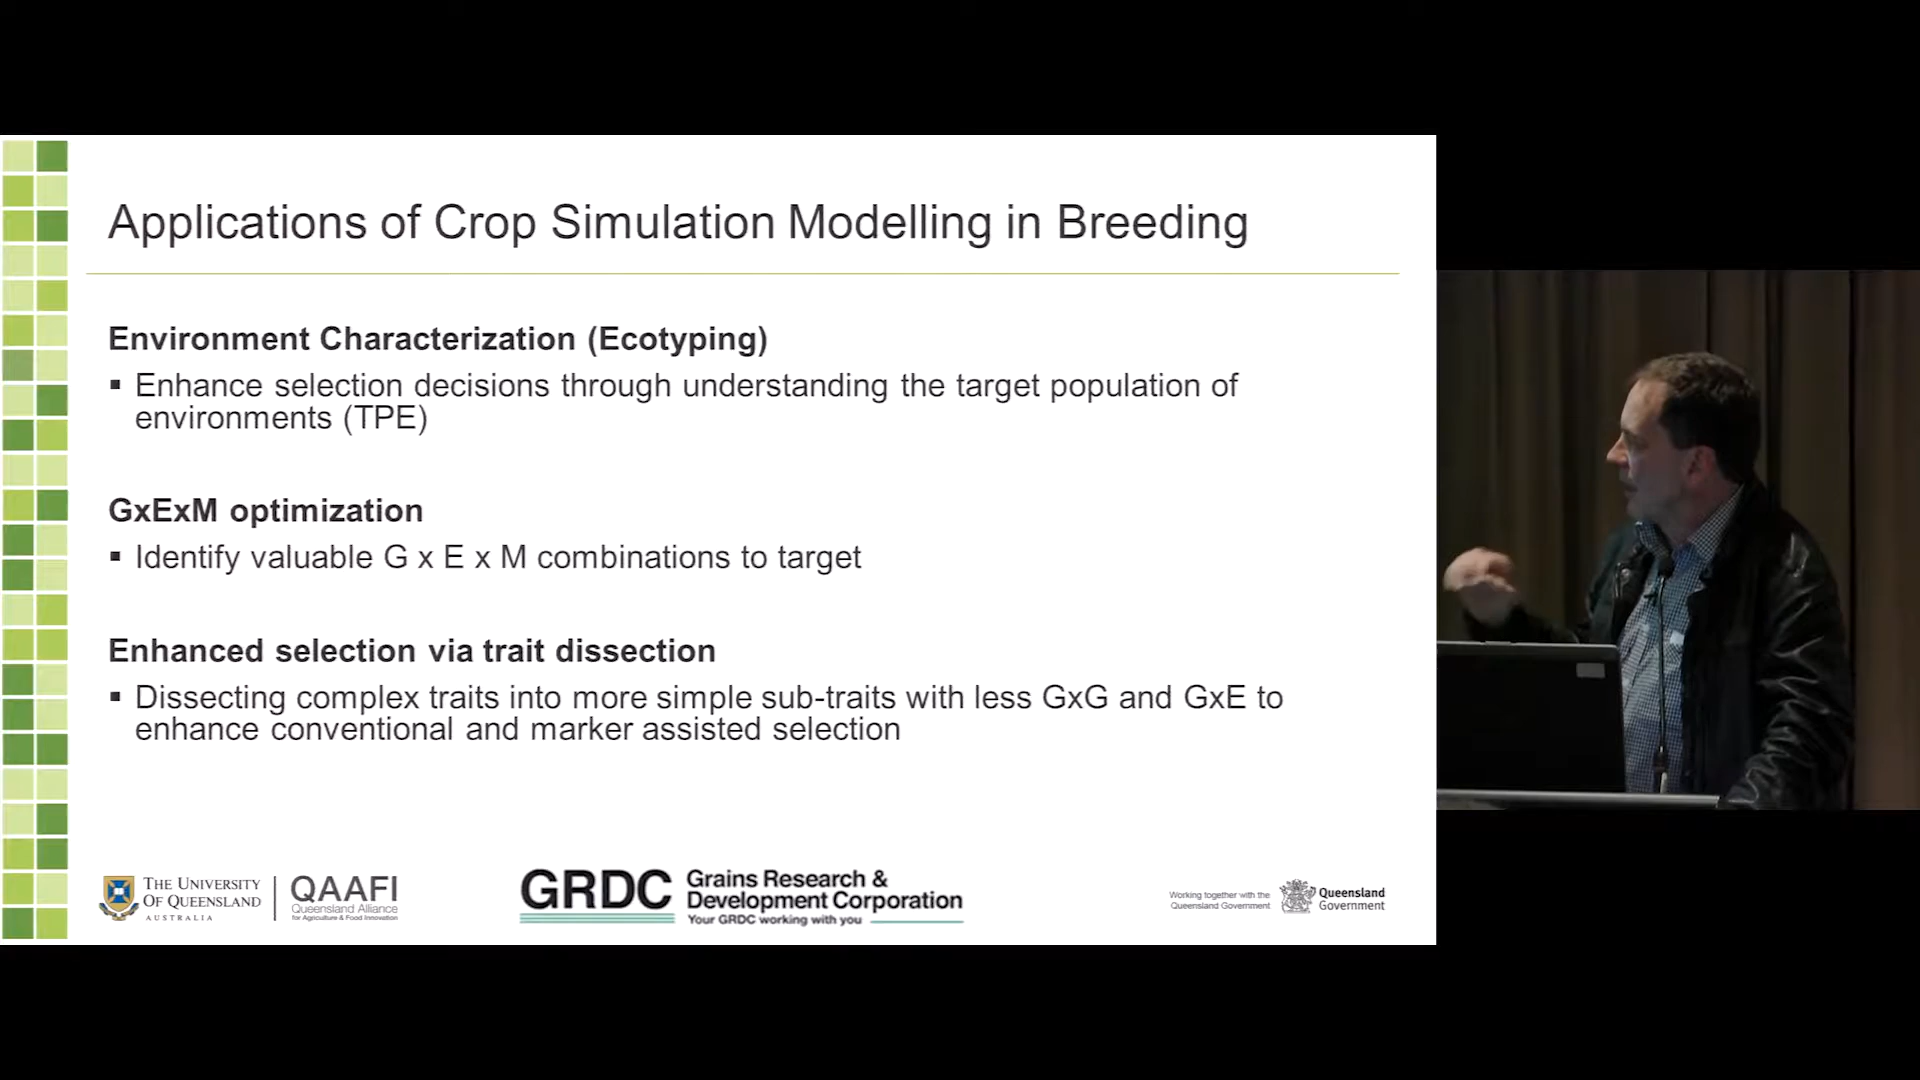 Applications of Crop Simulation Modelling in Breeding
Environment Characterization (Ecotyping)
▪ Enhance selection decisions through understanding the target population of
environments (TPE)
GxExM optimization
▪ Identify valuable G x E x M combinations to target
Enhanced selection via trait dissection
▪ Dissecting complex traits into more simple sub-traits with less GxG and GxE to
enhance conventional and marker assisted selection
THE UNIVERSITY
OF QUEENSLAND
AUSTRALIA
QAAFI
Queensland Alliance
for Agriculture & Food Innovation
GRDC
Grains Research &
Development Corporation
Your GRDC working with you
Working together with the
Queensland Government
Queensland
Government